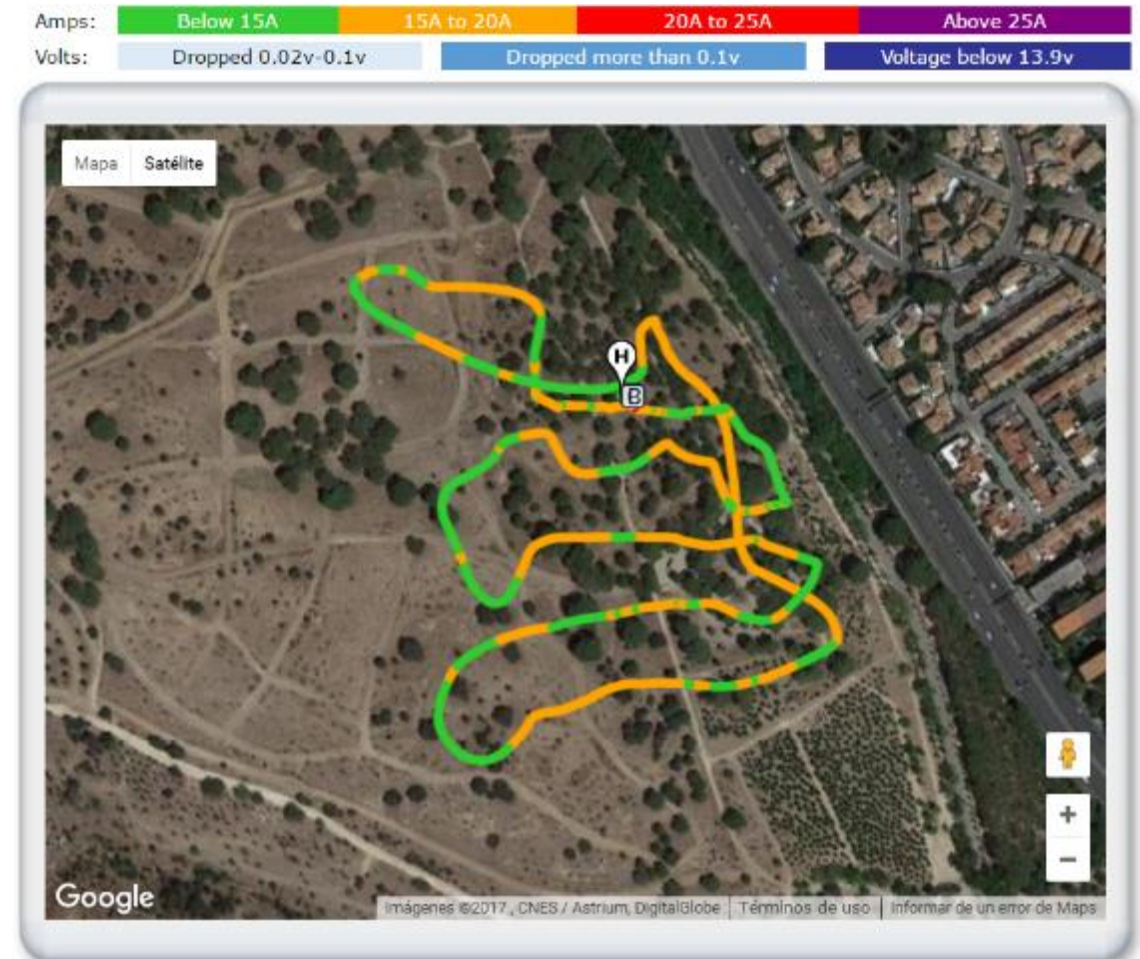 Amps: Below 15A 15A to 20A 20A to 25A Above 25A
Volts: Dropped 0.02v-0.1v Dropped more than 0.1v Voltage below 13.9v
Mapa Satélite
H
B
+
−
Google Imágenes ©2017 , CNES / Astrium, DigitalGlobe Términos de uso Informar de un error de Maps